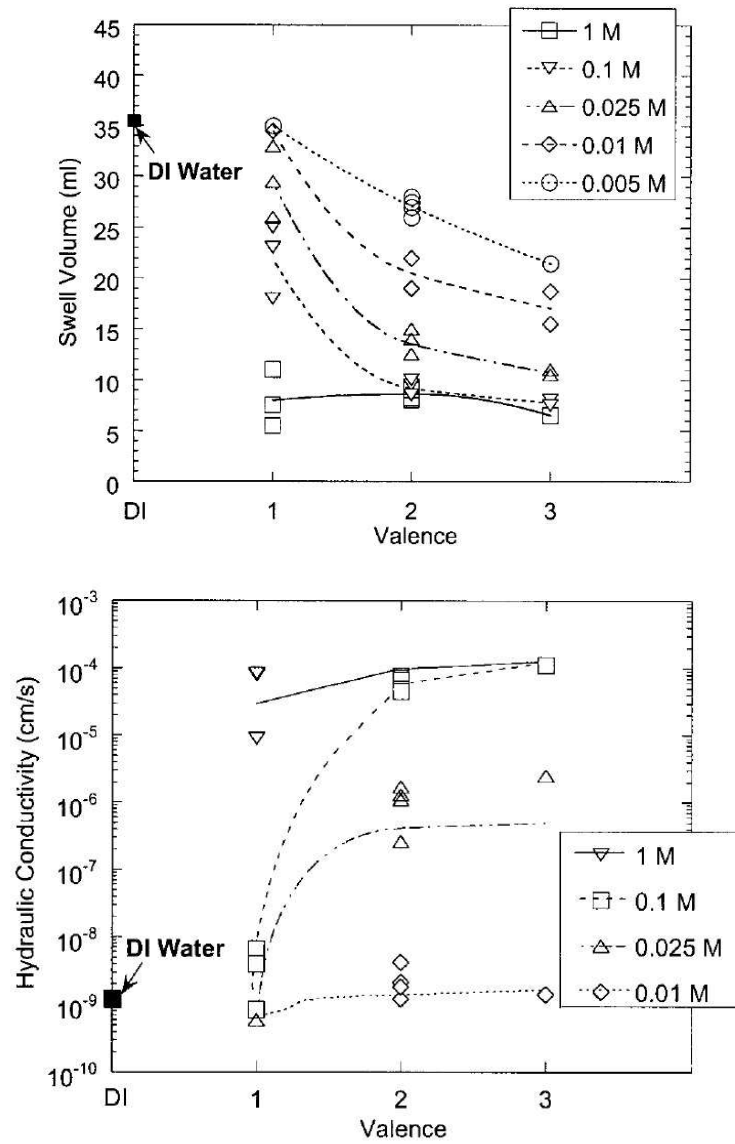 45
40
35
30
25
20
15
10
5
0
Swell Volume (ml)
DI Water
1 M
0.1 M
0.025 M
0.01 M
0.005 M
DI 1 2 3
Valence
10-3
10-4
10-5
10-6
10-7
10-8
10-9
10-10
Hydraulic Conductivity (cm/s)
DI Water
1 M
0.1 M
0.025 M
0.01 M
DI 1 2 3
Valence